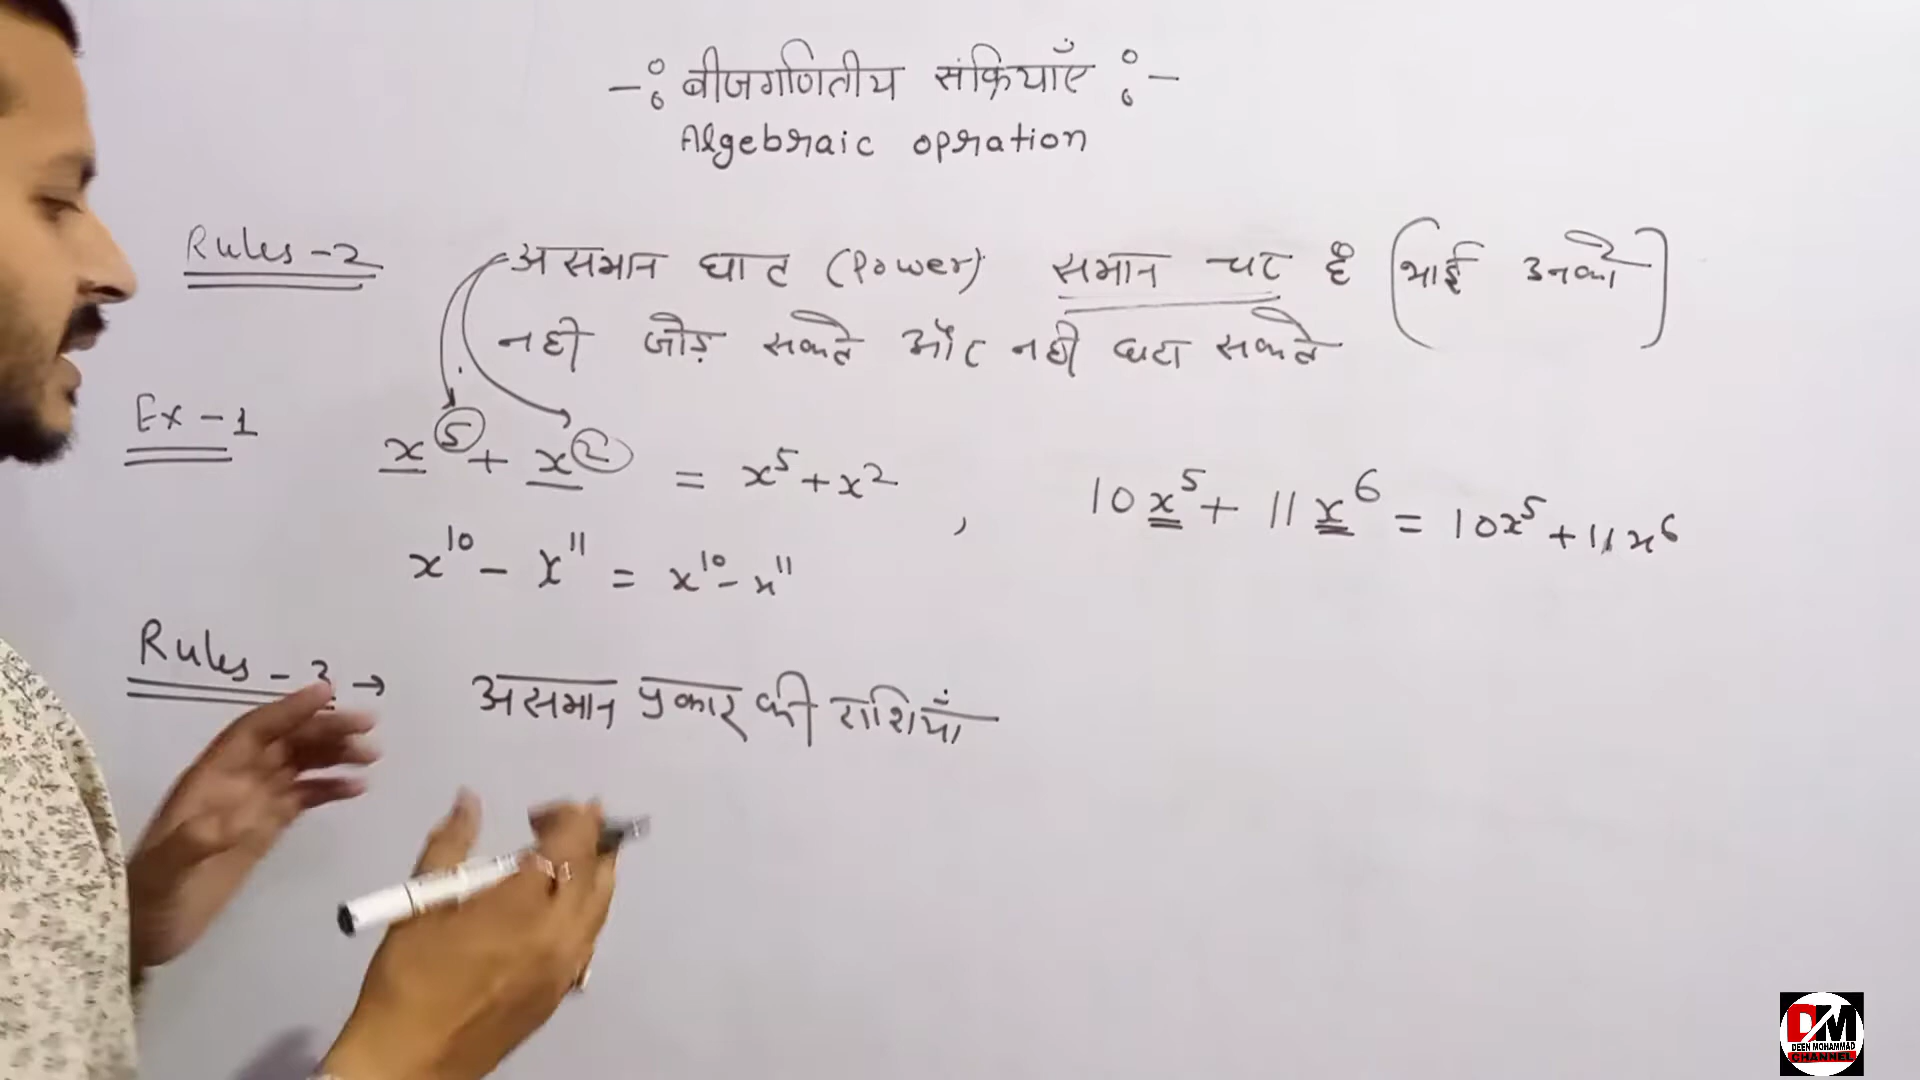 -: बीजगणितीय संक्रियाएँ :-
Algebraic opration
Rules-2 असमान घात (Power) समान चर है (भाई उनको)
नही जोड़ सकते और नही घटा सकते
Ex-1 x⁵ + x² = x⁵+x² , 10x⁵ + 11x⁶ = 10x⁵+11x⁶
x¹⁰ - x¹¹ = x¹⁰-x¹¹
Rules-3 → असमान प्रकार की राशियाँ
DM
DEEN MOHAMMAD
CHANNEL